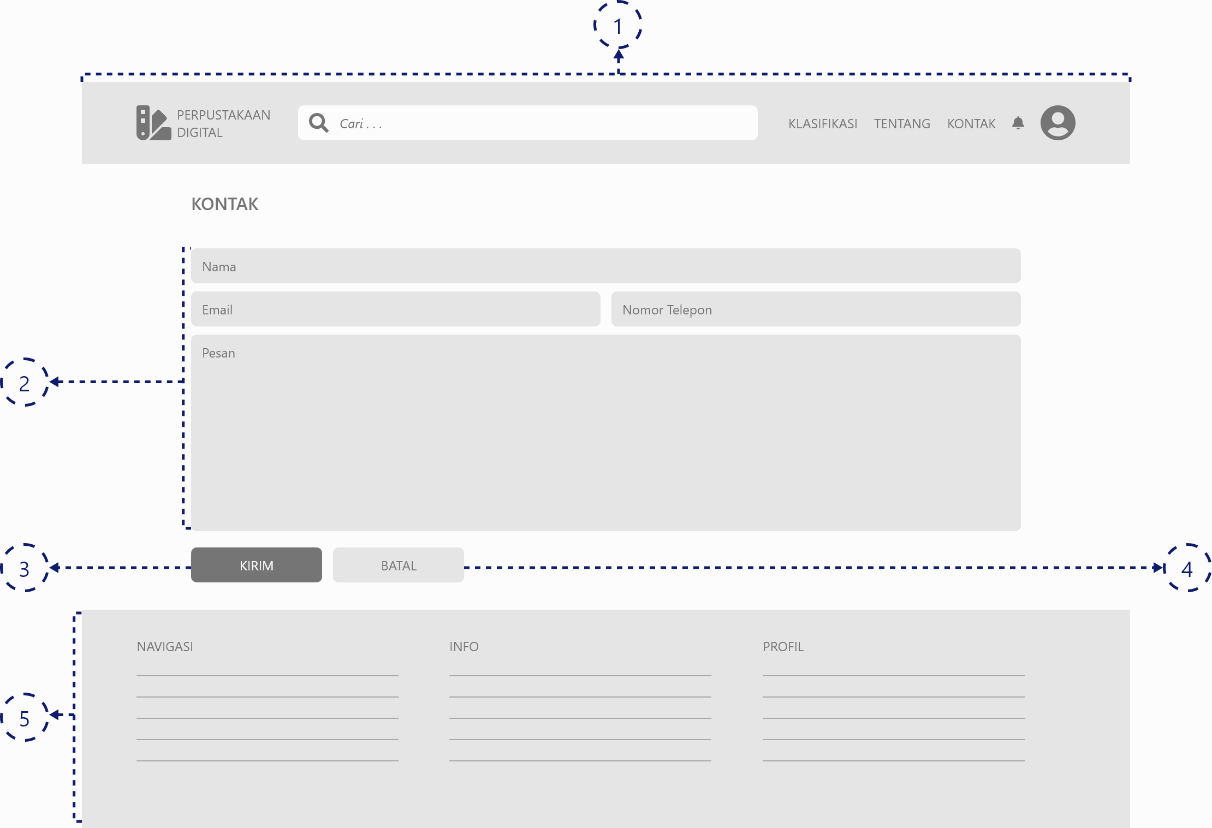 1
PERPUSTAKAAN
DIGITAL
Cari . . .
KLASIFIKASI TENTANG KONTAK
KONTAK
Nama
Email Nomor Telepon
Pesan
2
3 KIRIM BATAL 4
NAVIGASI INFO PROFIL
5